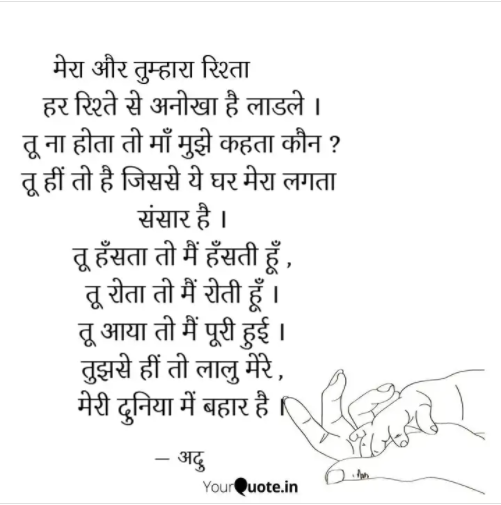 मेरा और तुम्हारा रिश्ता
हर रिश्ते से अनोखा है लाडले ।
तू ना होता तो माँ मुझे कहता कौन ?
तू हीं तो है जिससे ये घर मेरा लगता
संसार है ।
तू हँसता तो मैं हँसती हूँ ,
तू रोता तो मैं रोती हूँ ।
तू आया तो मैं पूरी हुई ।
तुझसे हीं तो लालु मेरे ,
मेरी दुनिया में बहार है ।
– अदु
YourQuote.in